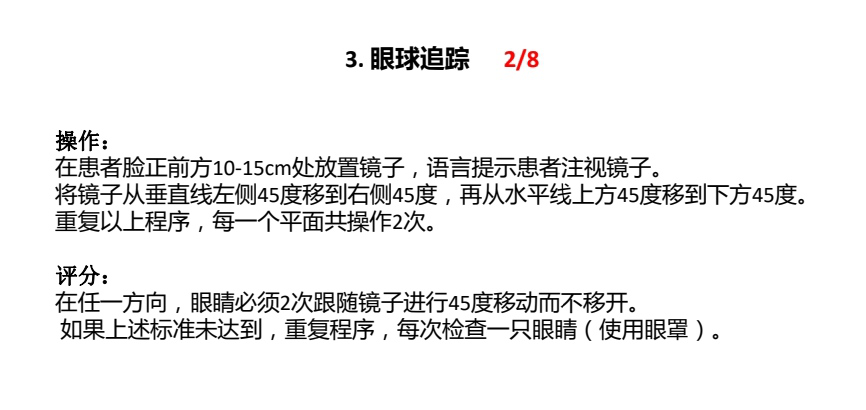 3. 眼球追踪 2/8
操作：
在患者脸正前方10-15cm处放置镜子，语言提示患者注视镜子。
将镜子从垂直线左侧45度移到右侧45度，再从水平线上方45度移到下方45度。
重复以上程序，每一个平面共操作2次。
评分：
在任一方向，眼睛必须2次跟随镜子进行45度移动而不移开。
如果上述标准未达到，重复程序，每次检查一只眼睛（使用眼罩）。